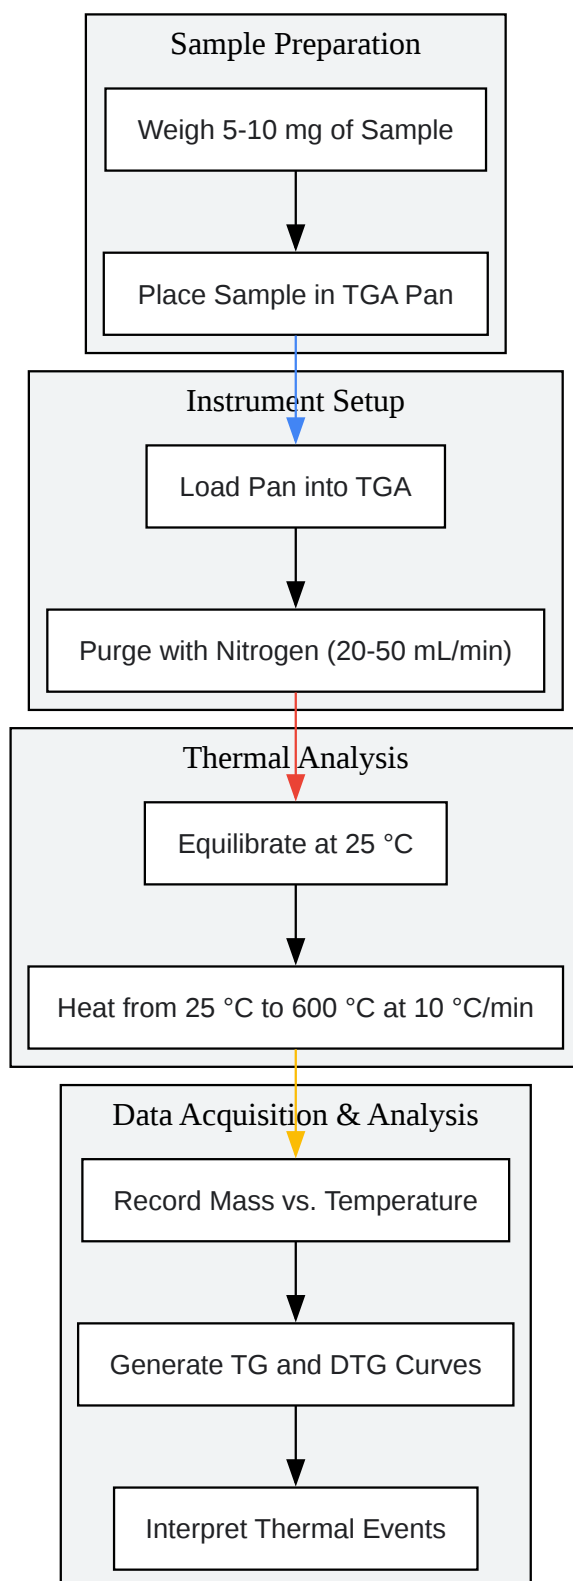 Sample Preparation
Weigh 5-10 mg of Sample
Place Sample in TGA Pan
Instrument Setup
Load Pan into TGA
Purge with Nitrogen (20-50 mL/min)
Thermal Analysis
Equilibrate at 25 °C
Heat from 25 °C to 600 °C at 10 °C/min
Data Acquisition & Analysis
Record Mass vs. Temperature
Generate TG and DTG Curves
Interpret Thermal Events